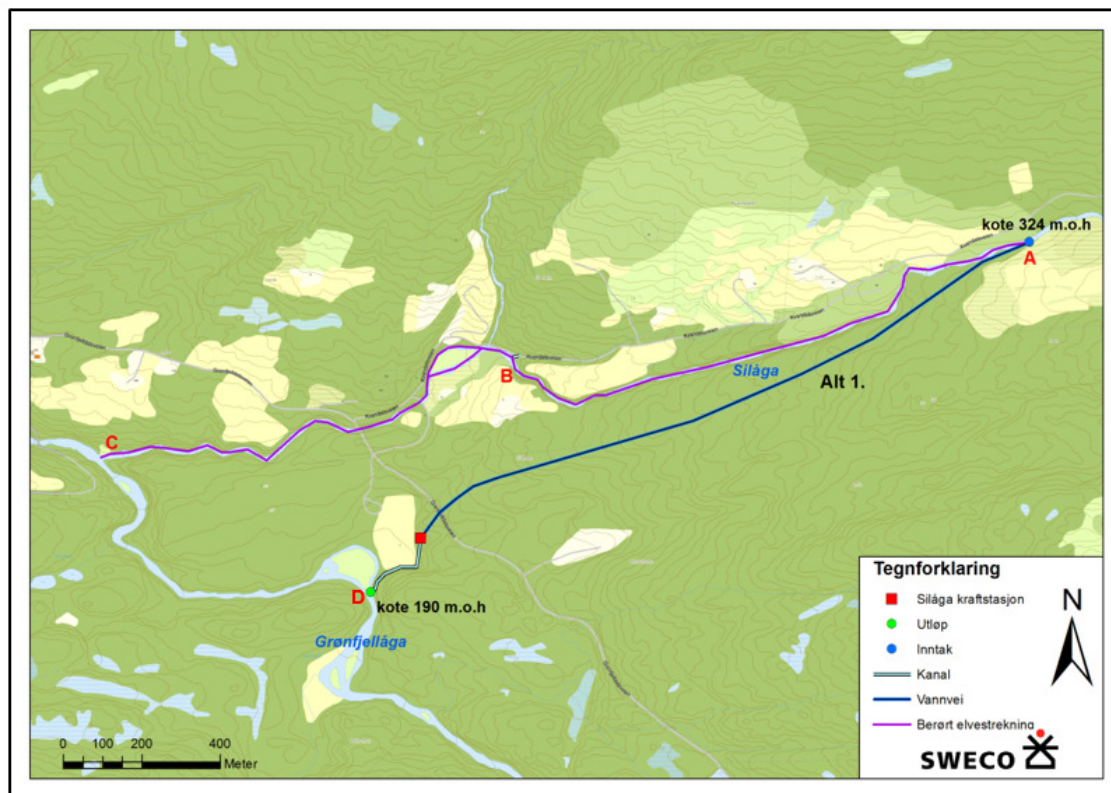 kote 324 m.o.h
A
B
Silåga
Alt 1.
C
D
kote 190 m.o.h
Grønfjellåga
Tegnforklaring
Silåga kraftstasjon
Utløp
Inntak
Kanal
Vannvei
Berørt elvestrekning
N
SWECO
0 100 200 400
Meter